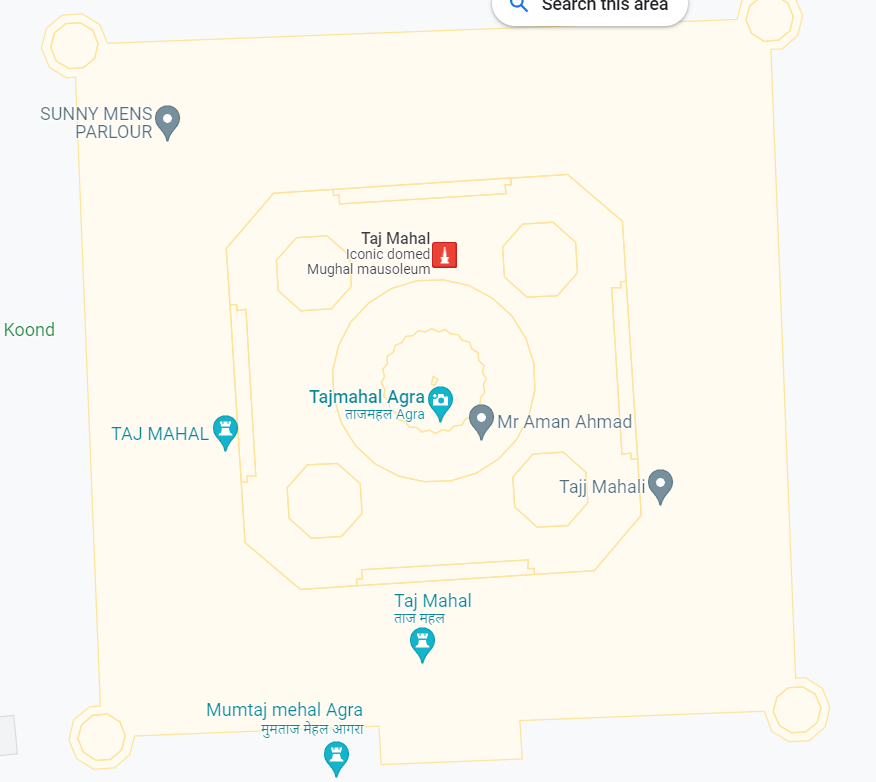 Search this area
SUNNY MENS
PARLOUR
Taj Mahal
Iconic domed
Mughal mausoleum
Koond
Tajmahal Agra
ताजमहल Agra
Mr Aman Ahmad
TAJ MAHAL
Tajj Mahali
Taj Mahal
ताज महल
Mumtaj mehal Agra
मुमताज मेहल आगरा